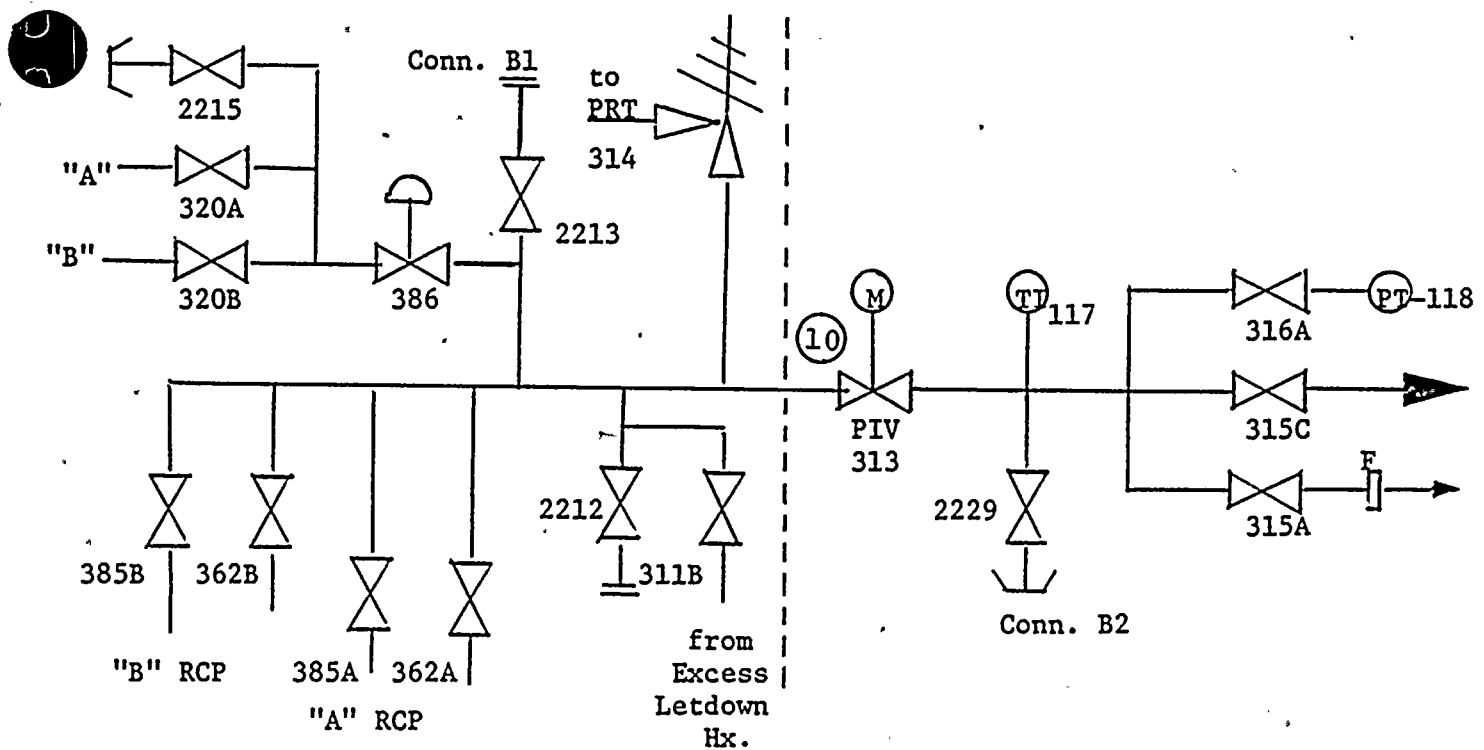 Conn. B1
to
PRT
314
2215
"A"
320A
2213
"B"
320B
386
M
TI
117
10
316A
PT-118
PIV
313
315C
F
2212
2229
315A
385B
362B
311B
Conn. B2
"B" RCP
385A
362A
"A" RCP
from
Excess
Letdown
Hx.